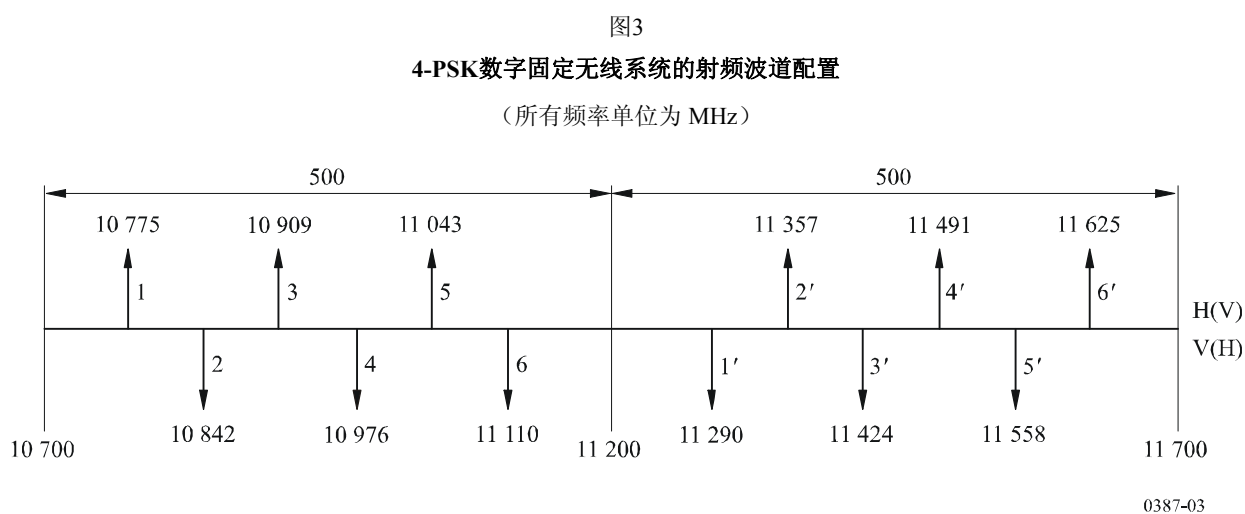 图3
4-PSK数字固定无线系统的射频波道配置
（所有频率单位为 MHz）
500 500
10 775 10 909 11 043 11 357 11 491 11 625
1 3 5 2′ 4′ 6′
H(V)
V(H)
2 4 6 1′ 3′ 5′
10 842 10 976 11 110 11 290 11 424 11 558
10 700 11 200 11 700
0387-03